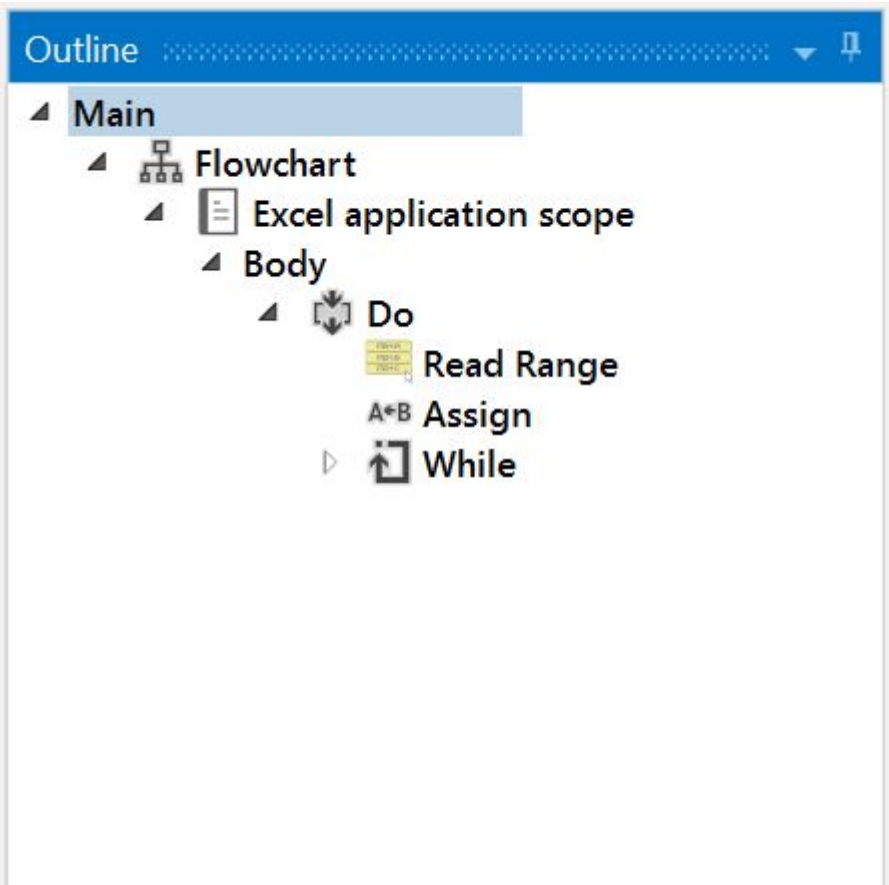 Outline
Main
Flowchart
Excel application scope
Body
Do
Read Range
A B Assign
While